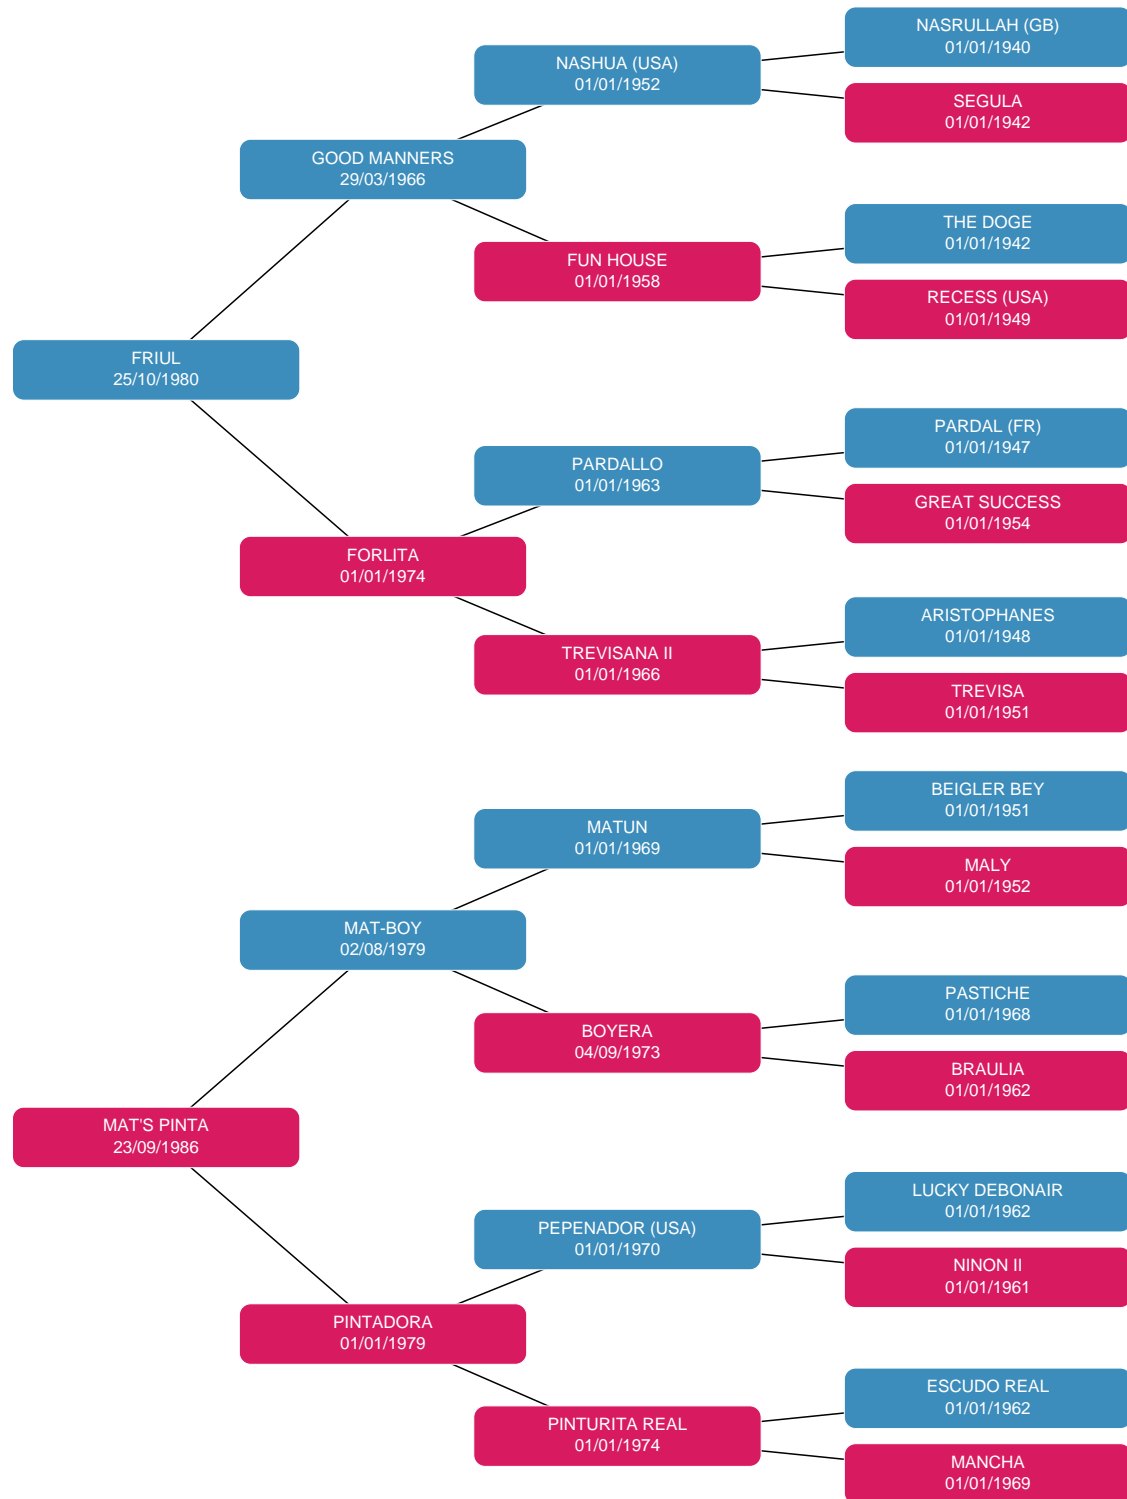 NASRULLAH (GB)
01/01/1940
NASHUA (USA)
01/01/1952
SEGULA
01/01/1942
GOOD MANNERS
29/03/1966
THE DOGE
01/01/1942
FUN HOUSE
01/01/1958
RECESS (USA)
01/01/1949
FRIUL
25/10/1980
PARDAL (FR)
01/01/1947
PARDALLO
01/01/1963
GREAT SUCCESS
01/01/1954
FORLITA
01/01/1974
ARISTOPHANES
01/01/1948
TREVISANA II
01/01/1966
TREVISA
01/01/1951
BEIGLER BEY
01/01/1951
MATUN
01/01/1969
MALY
01/01/1952
MAT-BOY
02/08/1979
PASTICHE
01/01/1968
BOYERA
04/09/1973
BRAULIA
01/01/1962
MAT'S PINTA
23/09/1986
LUCKY DEBONAIR
01/01/1962
PEPENADOR (USA)
01/01/1970
NINON II
01/01/1961
PINTADORA
01/01/1979
ESCUDO REAL
01/01/1962
PINTURITA REAL
01/01/1974
MANCHA
01/01/1969